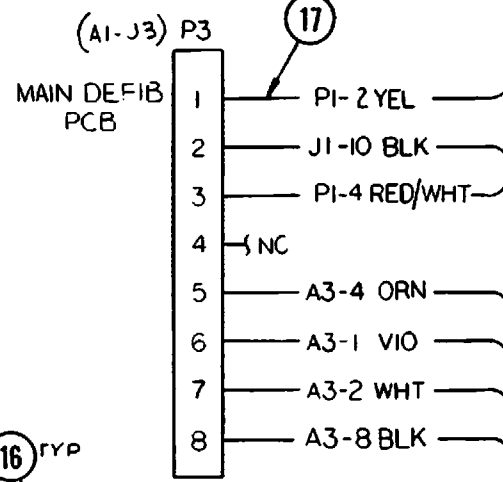 17
(A1-J3) P3
MAIN DEFIB
PCB
1 P1-2 YEL
2 J1-10 BLK
3 P1-4 RED/WHT
4 NC
5 A3-4 ORN
6 A3-1 VIO
7 A3-2 WHT
8 A3-8 BLK
16 TYP